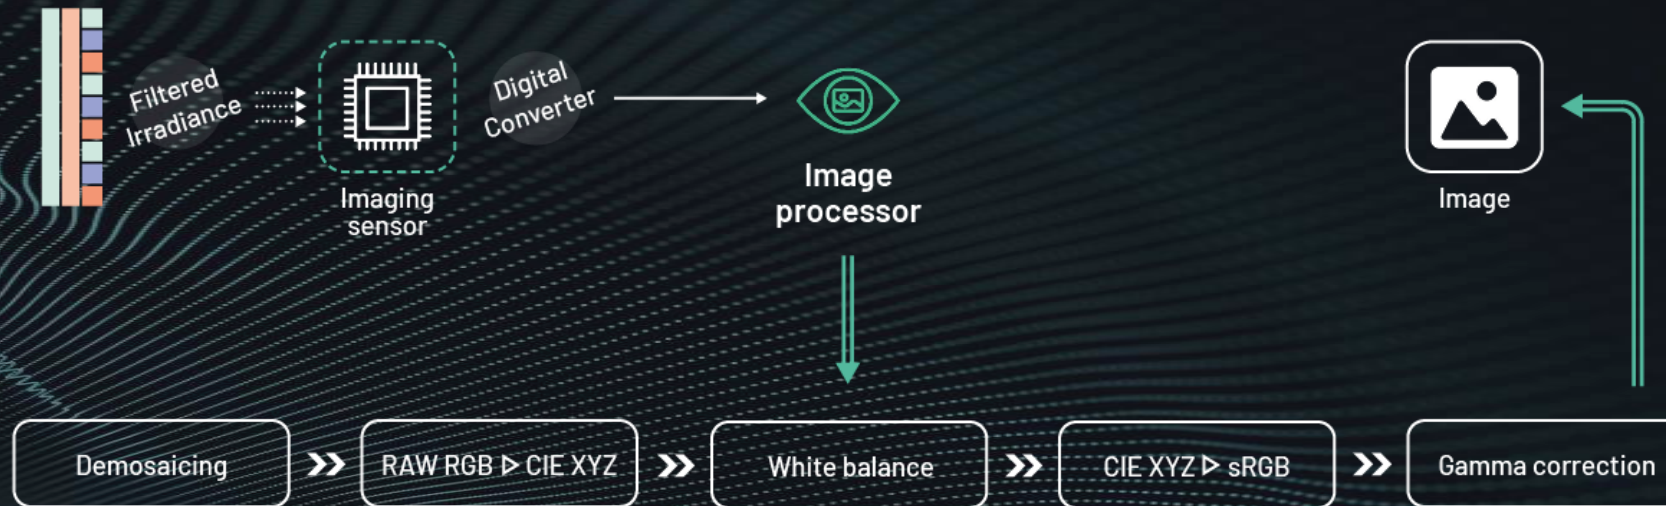 Filtered
Irradiance
Digital
Converter
Imaging
sensor
Image
processor
Image
Demosaicing
RAW RGB ▷ CIE XYZ
White balance
CIE XYZ ▷ sRGB
Gamma correction